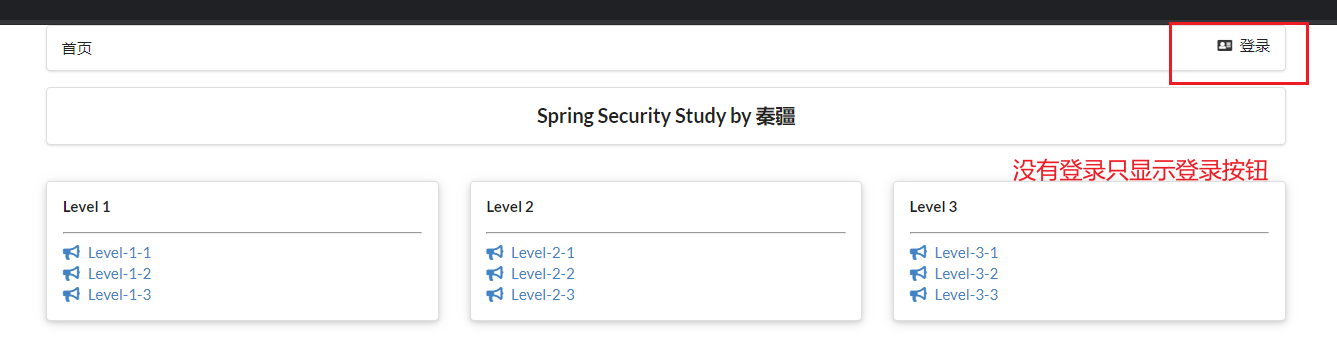 首页
登录
Spring Security Study by 秦疆
没有登录只显示登录按钮
Level 1
Level-1-1
Level-1-2
Level-1-3
Level 2
Level-2-1
Level-2-2
Level-2-3
Level 3
Level-3-1
Level-3-2
Level-3-3